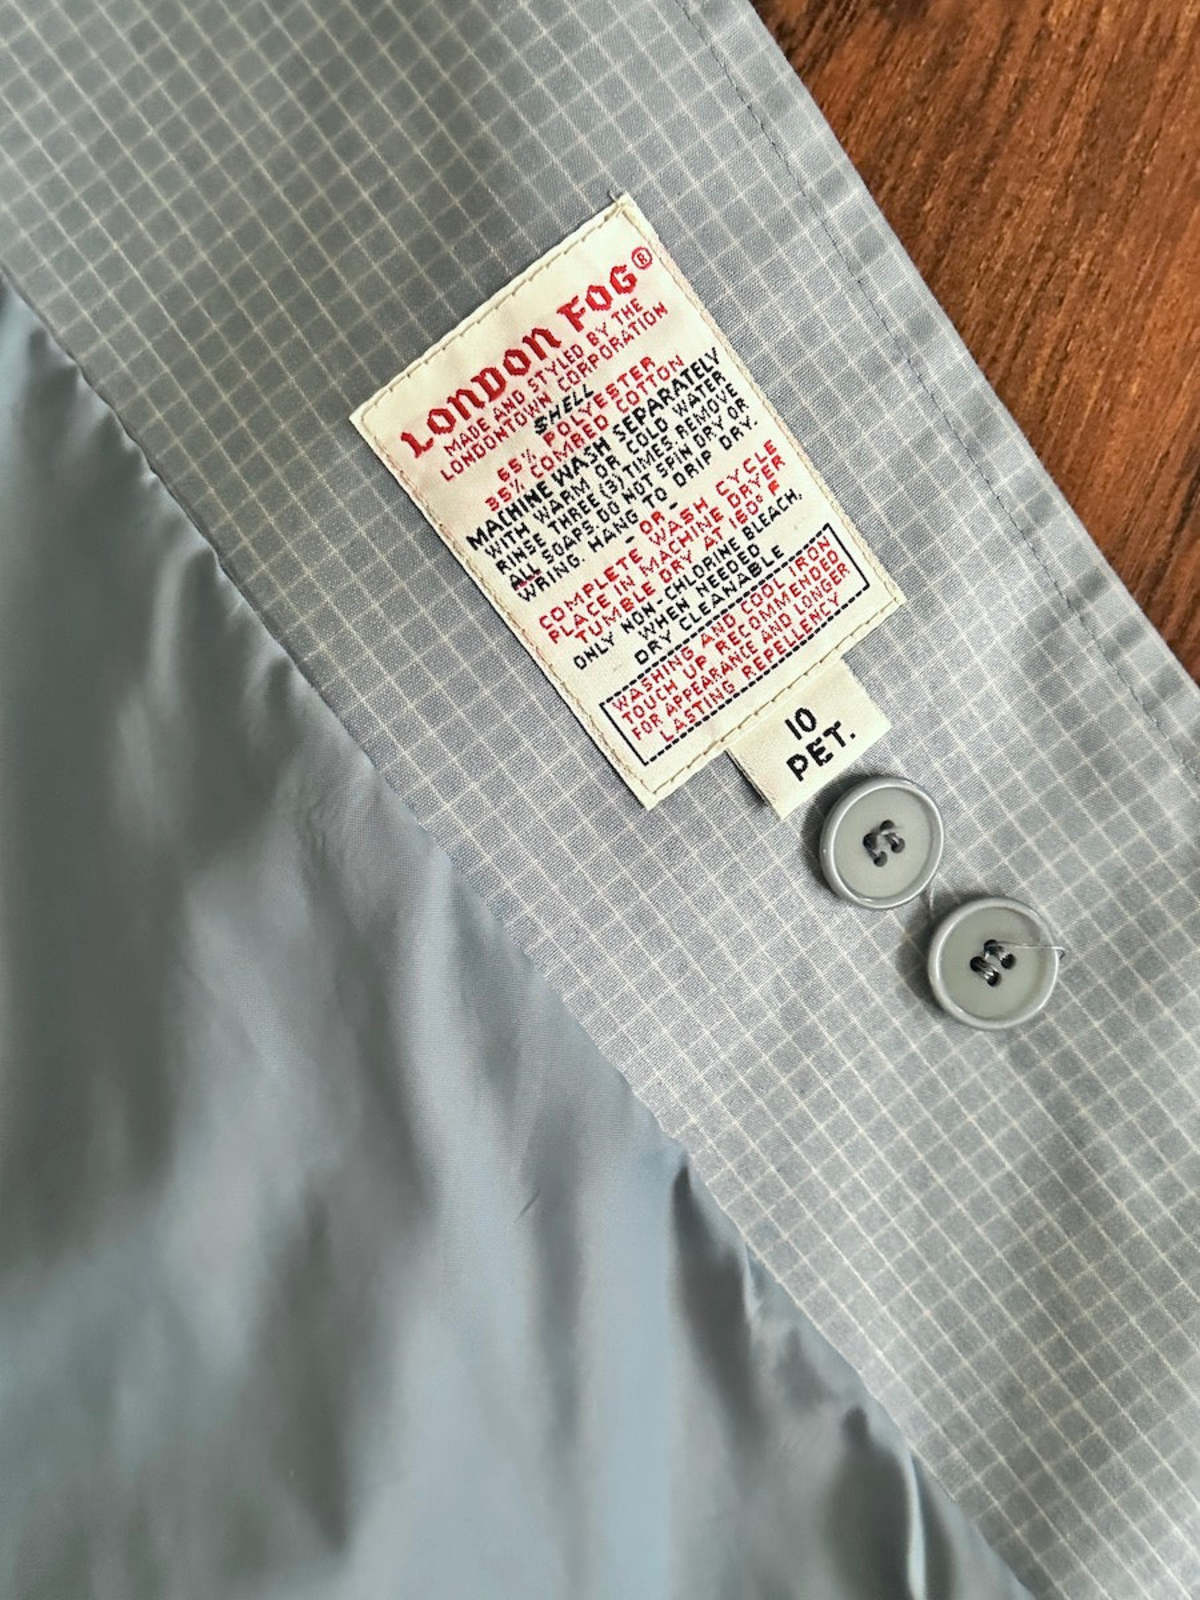 LONDON FOG®
MADE AND STYLED BY THE
LONDONTOWN CORPORATION
SHELL
65% POLYESTER
35% COMBED COTTON
MACHINE WASH SEPARATELY
WITH WARM OR COLD WATER
RINSE THREE (3) TIMES. REMOVE
ALL SOAPS. DO NOT SPIN DRY OR
WRING. HANG TO DRIP DRY.
-OR-
COMPLETE WASH CYCLE
PLACE IN MACHINE DRYER
TUMBLE DRY AT 160° F
ONLY NON-CHLORINE BLEACH,
WHEN NEEDED
DRY CLEANABLE
WASHING AND COOL IRON
TOUCH UP RECOMMENDED
FOR APPEARANCE AND LONGER
LASTING REPELLENCY
10
PET.